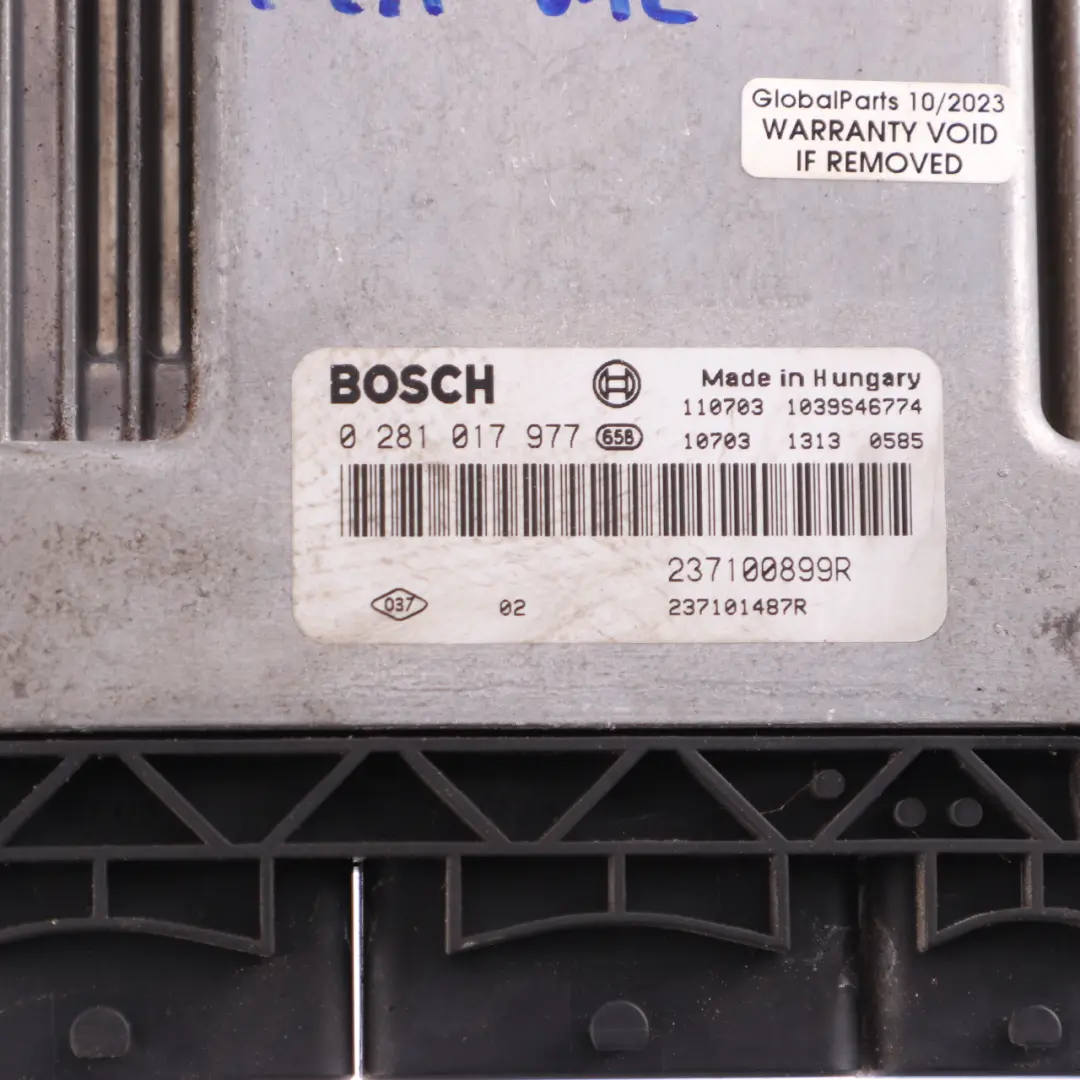 GlobalParts 10/2023
WARRANTY VOID
IF REMOVED
BOSCH Made in Hungary
110703 1039S46774
0 281 017 977 658 10703 1313 0585
237100899R
037 02 237101487R